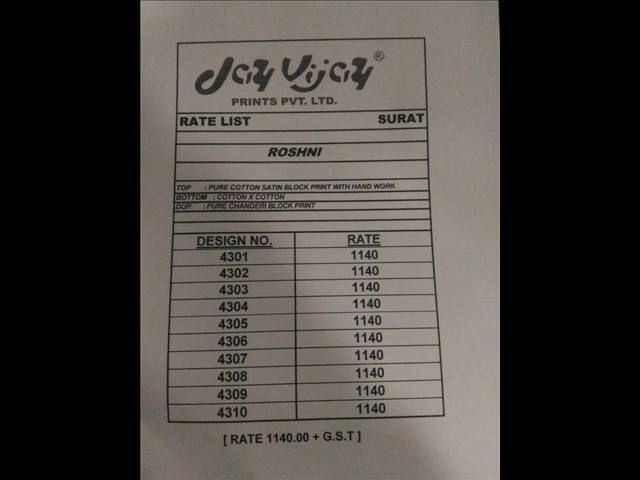 Jay Vijay®
PRINTS PVT. LTD.
RATE LIST SURAT
ROSHNI
TOP : PURE COTTON SATIN BLOCK PRINT WITH HAND WORK
BOTTOM : COTTON X COTTON
DUP. : PURE CHANDERI BLOCK PRINT
DESIGN NO. RATE
4301 1140
4302 1140
4303 1140
4304 1140
4305 1140
4306 1140
4307 1140
4308 1140
4309 1140
4310 1140
[ RATE 1140.00 + G.S.T ]